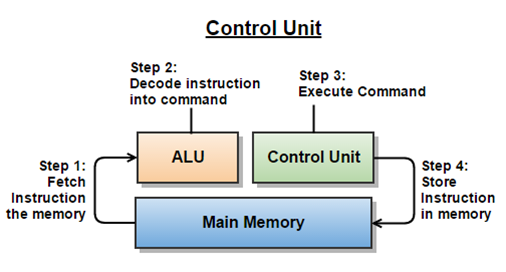 Control Unit
Step 2:
Decode instruction
into command
Step 3:
Execute Command
ALU
Control Unit
Step 1:
Fetch
Instruction
the memory
Step 4:
Store
Instruction
in memory
Main Memory